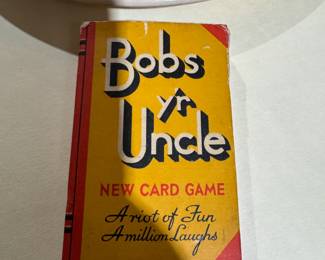 Bobs
yr
Uncle
NEW CARD GAME
A riot of Fun
A million Laughs